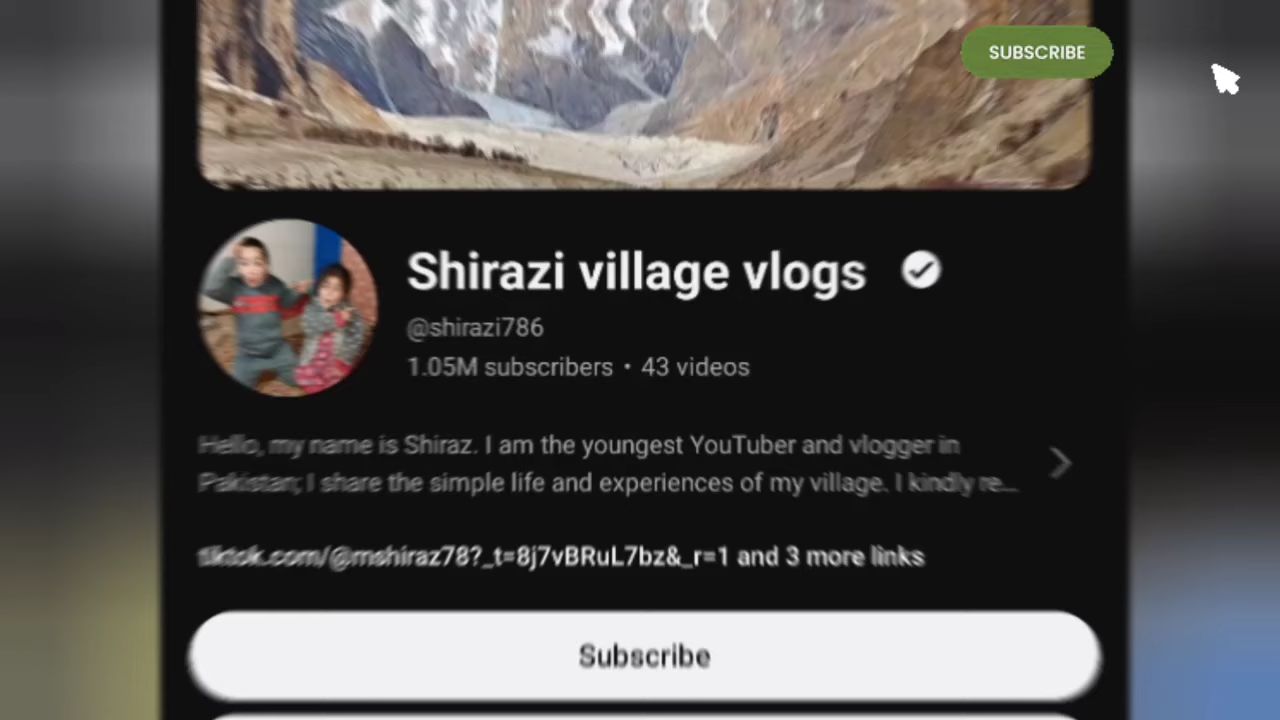 SUBSCRIBE
Shirazi village vlogs
@shirazi786
1.05M subscribers • 43 videos
Hello, my name is Shiraz. I am the youngest YouTuber and vlogger in
Pakistan; I share the simple life and experiences of my village. I kindly re...
tiktok.com/@mshiraz78?_t=8j7vBRuL7bz&_r=1 and 3 more links
Subscribe